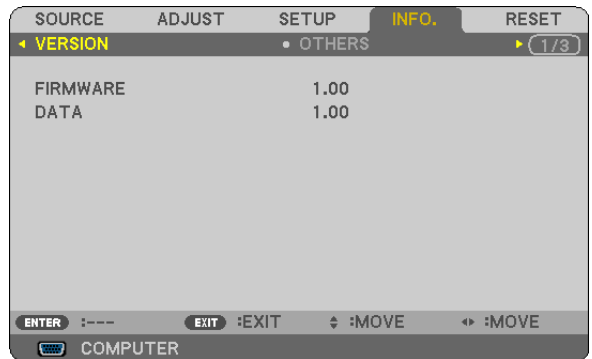 SOURCE ADJUST SETUP INFO. RESET
VERSION OTHERS 1/3
FIRMWARE 1.00
DATA 1.00
ENTER :--- EXIT :EXIT :MOVE :MOVE
COMPUTER